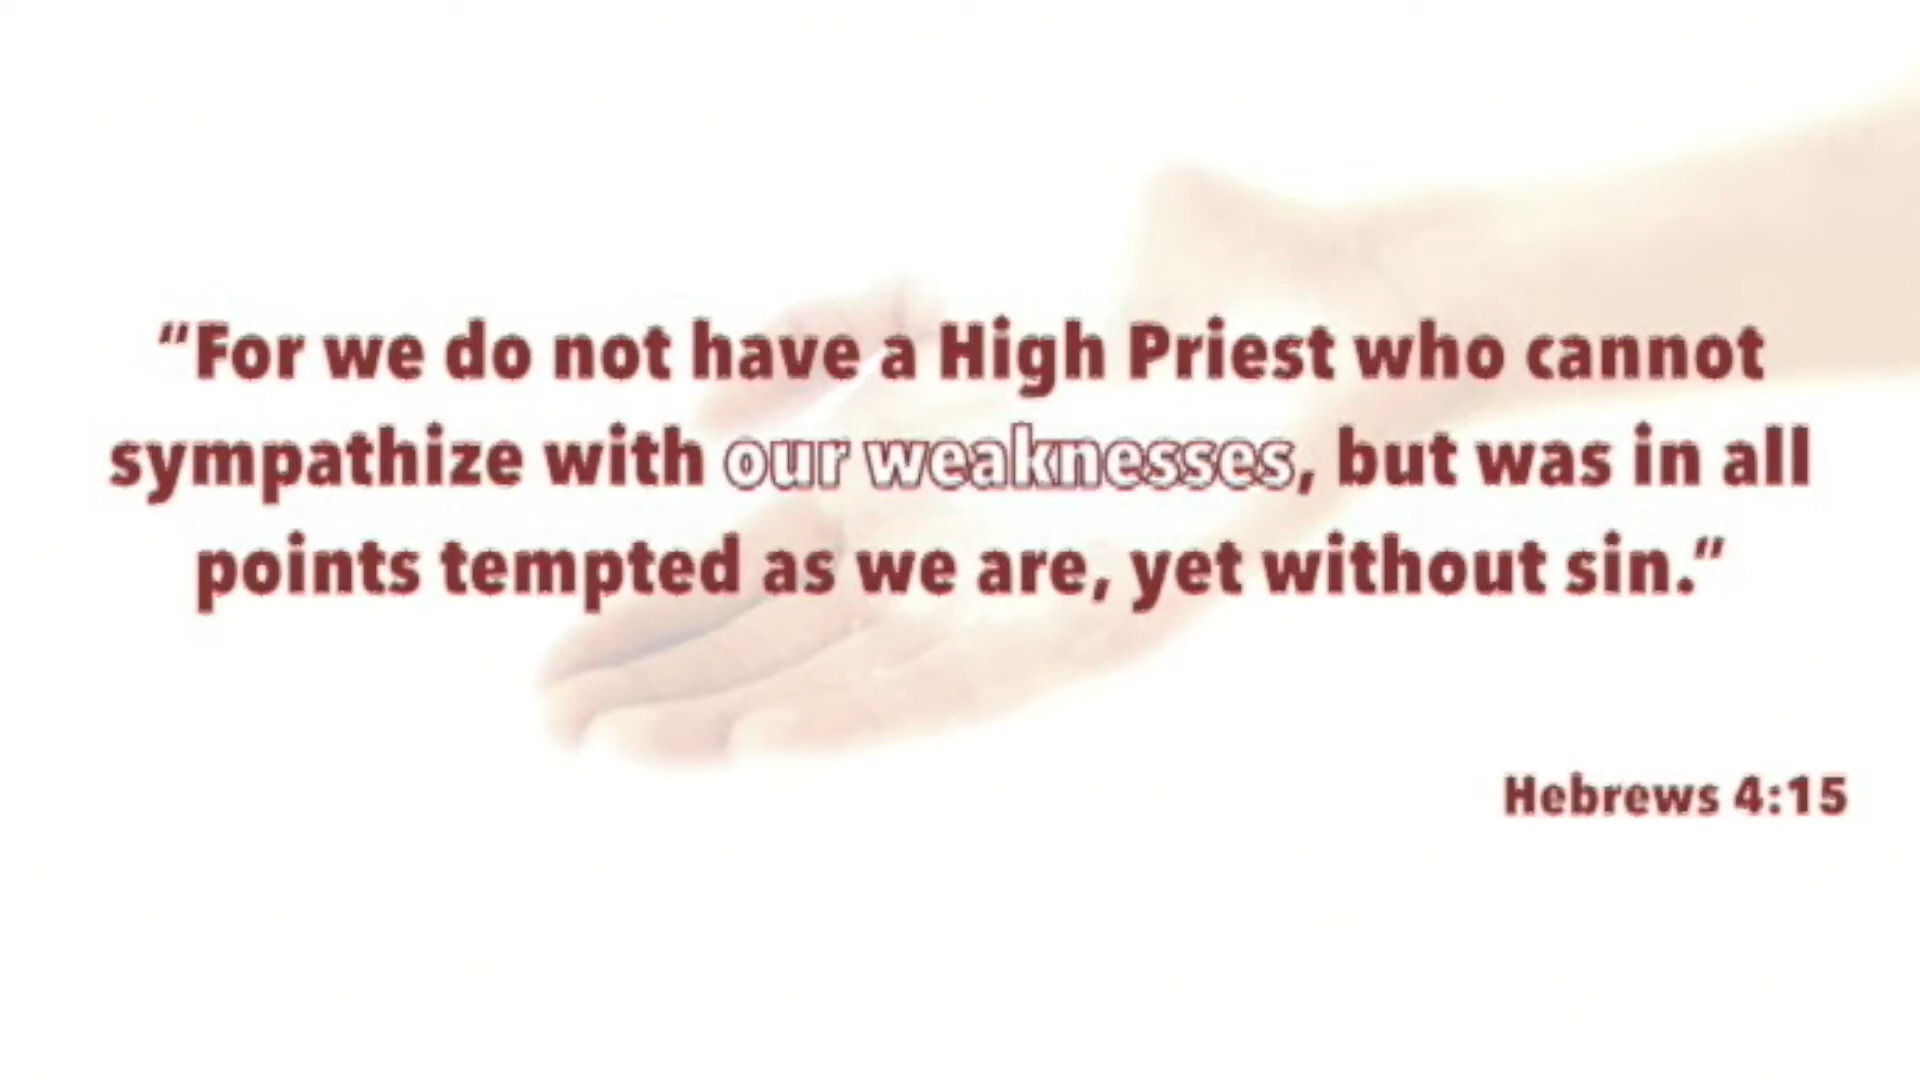 “For we do not have a High Priest who cannot
sympathize with our weaknesses, but was in all
points tempted as we are, yet without sin.”
Hebrews 4:15